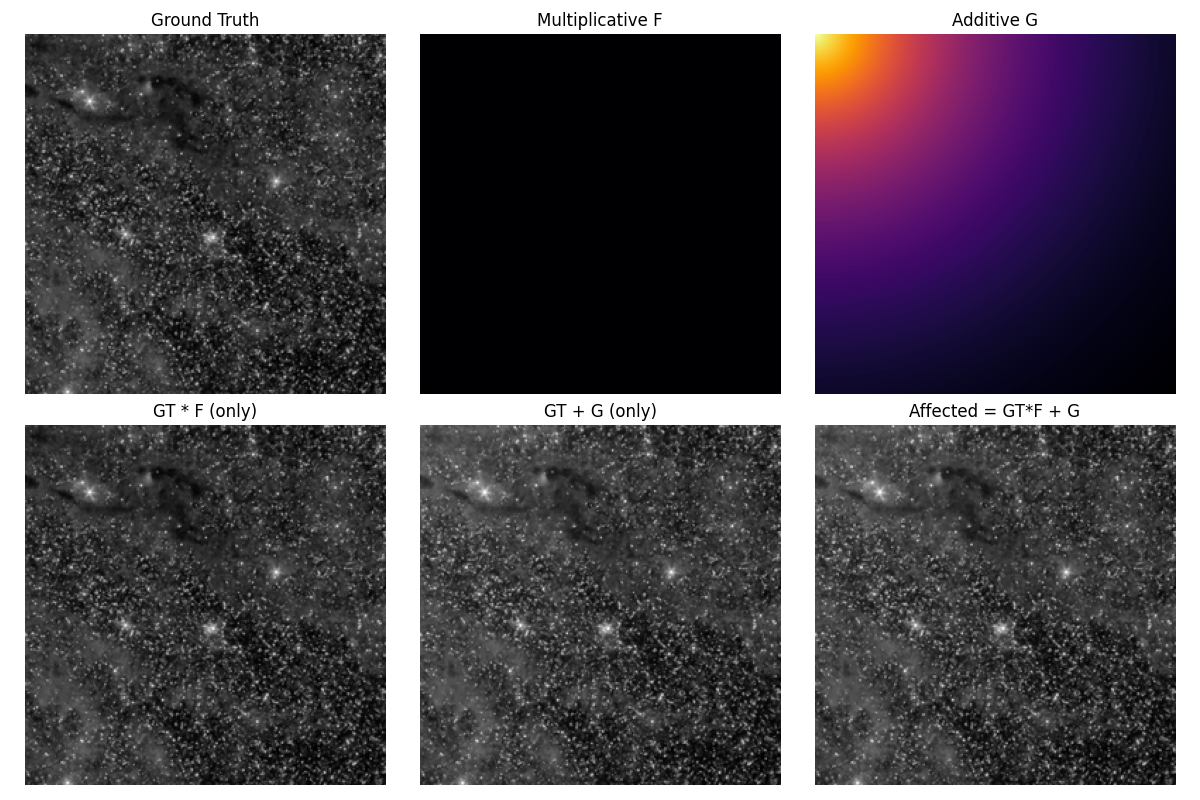 Ground Truth
Multiplicative F
Additive G
GT * F (only)
GT + G (only)
Affected = GT*F + G